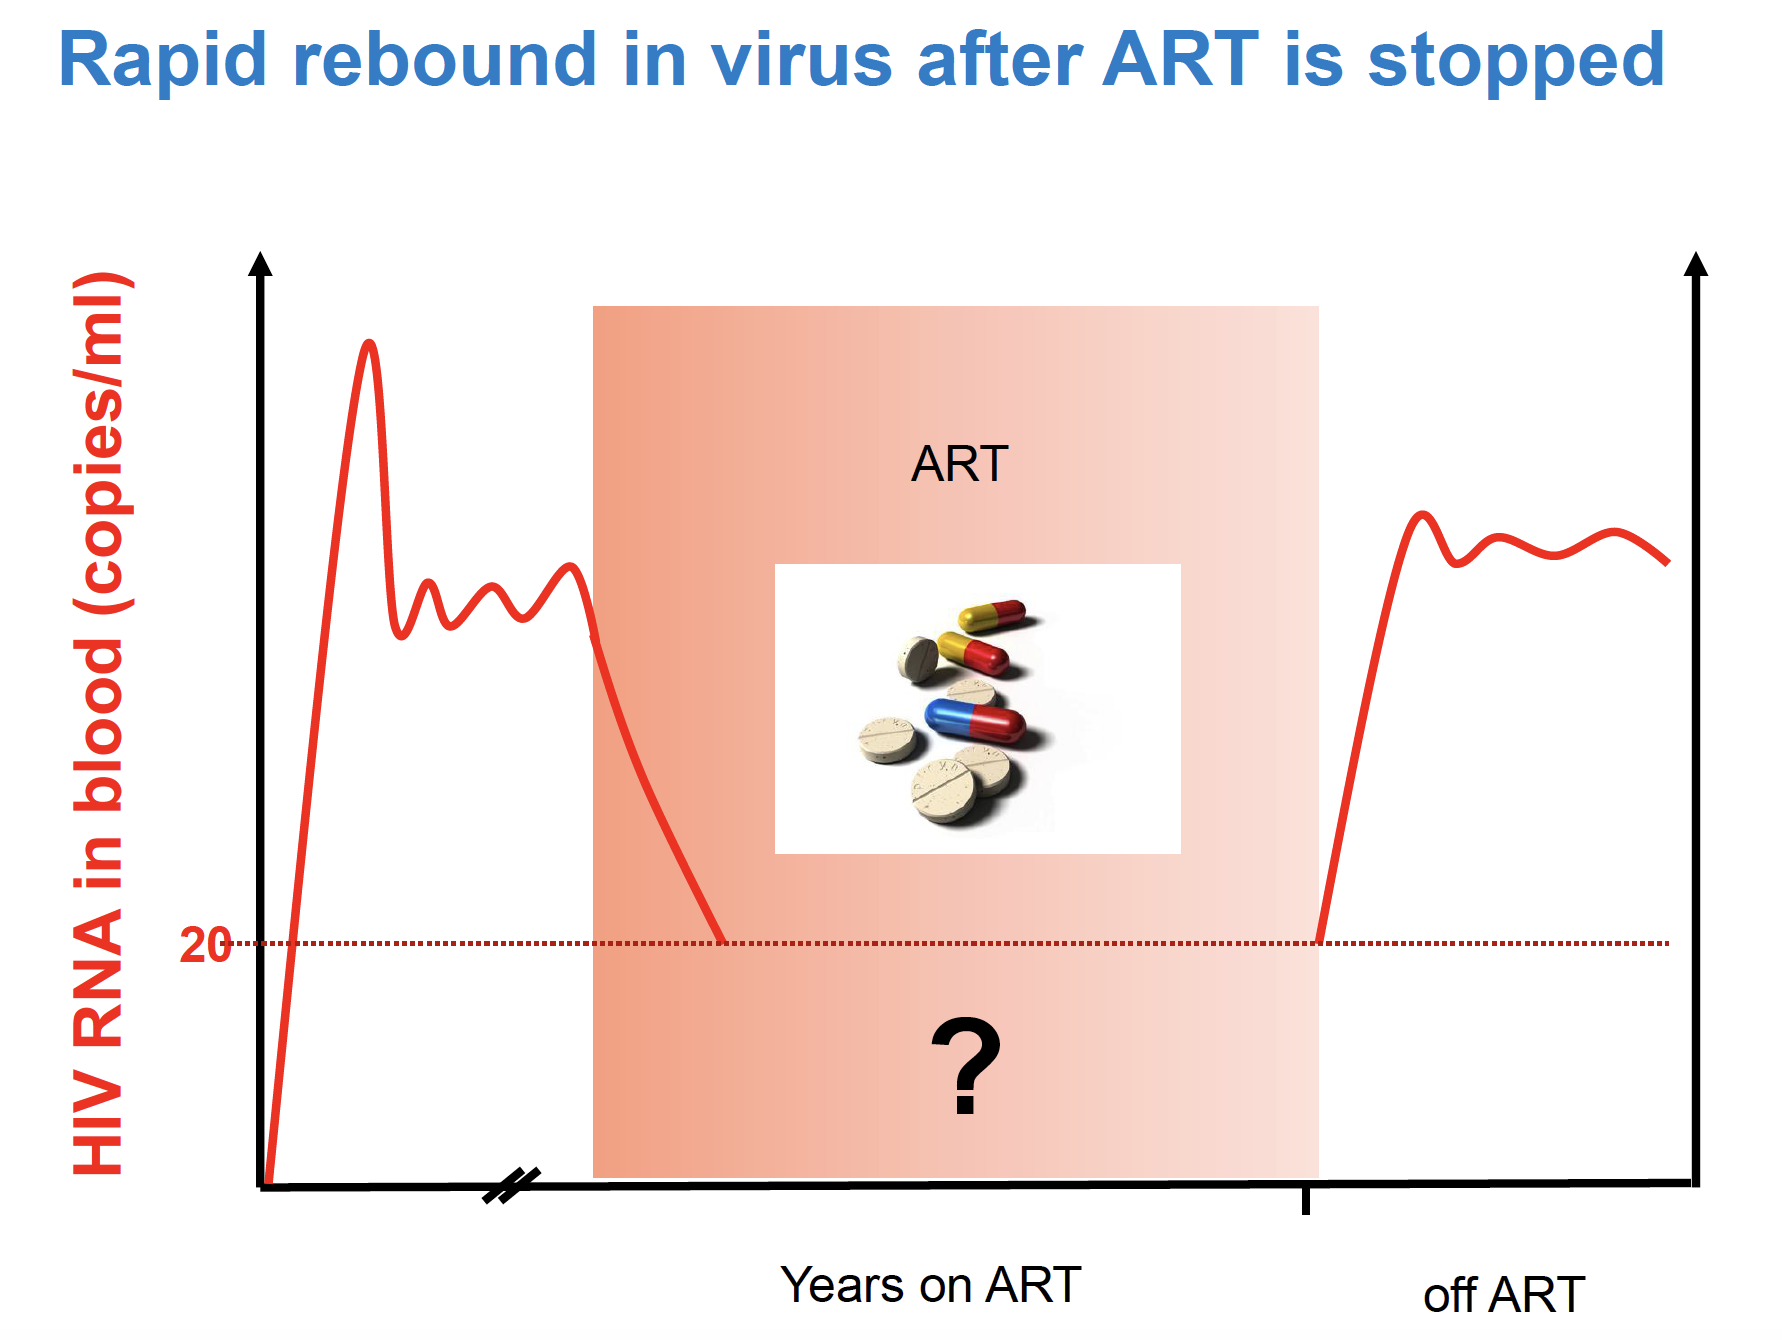 Rapid rebound in virus after ART is stopped
HIV RNA in blood (copies/ml)
ART
20
?
Years on ART
off ART